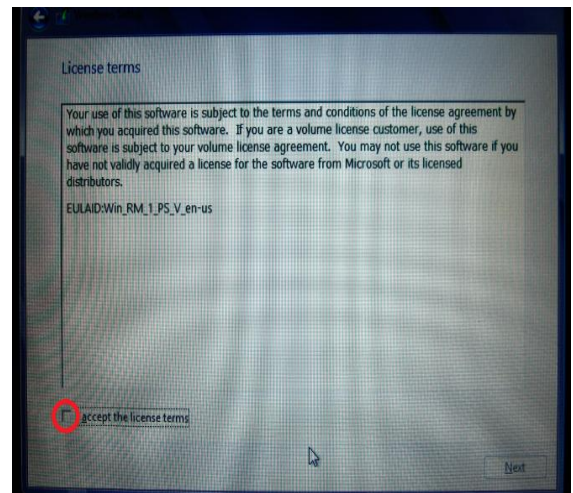 License terms
Your use of this software is subject to the terms and conditions of the license agreement by
which you acquired this software. If you are a volume license customer, use of this
software is subject to your volume license agreement. You may not use this software if you
have not validly acquired a license for the software from Microsoft or its licensed
distributors.
EULAID:Win_RM_1_PS_V_en-us
accept the license terms
Next